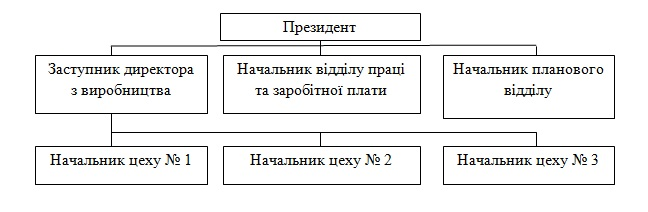 Президент
Заступник директора
з виробництва
Начальник відділу праці
та заробітної плати
Начальник планового
відділу
Начальник цеху № 1
Начальник цеху № 2
Начальник цеху № 3